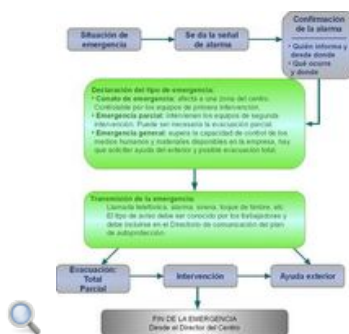 Situación de
emergencia
Se da la señal
de alarma
Confirmación
de la alarma
- Quién informa y
desde donde
- Qué ocurre
y donde
Declaración del tipo de emergencia:
• Conato de emergencia: afecta a una zona del centro.
Controlable por los equipos de primera intervención.
• Emergencia parcial: intervienen los equipos de segunda
intervención. Puede ser necesaria la evacuación parcial.
• Emergencia general: supera la capacidad de control de los
medios humanos y materiales disponibles en la empresa, hay
que solicitar ayuda del exterior y posible evacuación total.
Transmisión de la emergencia:
Llamada telefónica, alarma, sirena, toque de timbre, etc.
El tipo de aviso debe ser conocido por los trabajadores y
debe incluirse en el Directorio de comunicación del plan
de autoprotección.
Evacuación:
Total
Parcial
Intervención
Ayuda exterior
FIN DE LA EMERGENCIA
Desde el Director del Centro